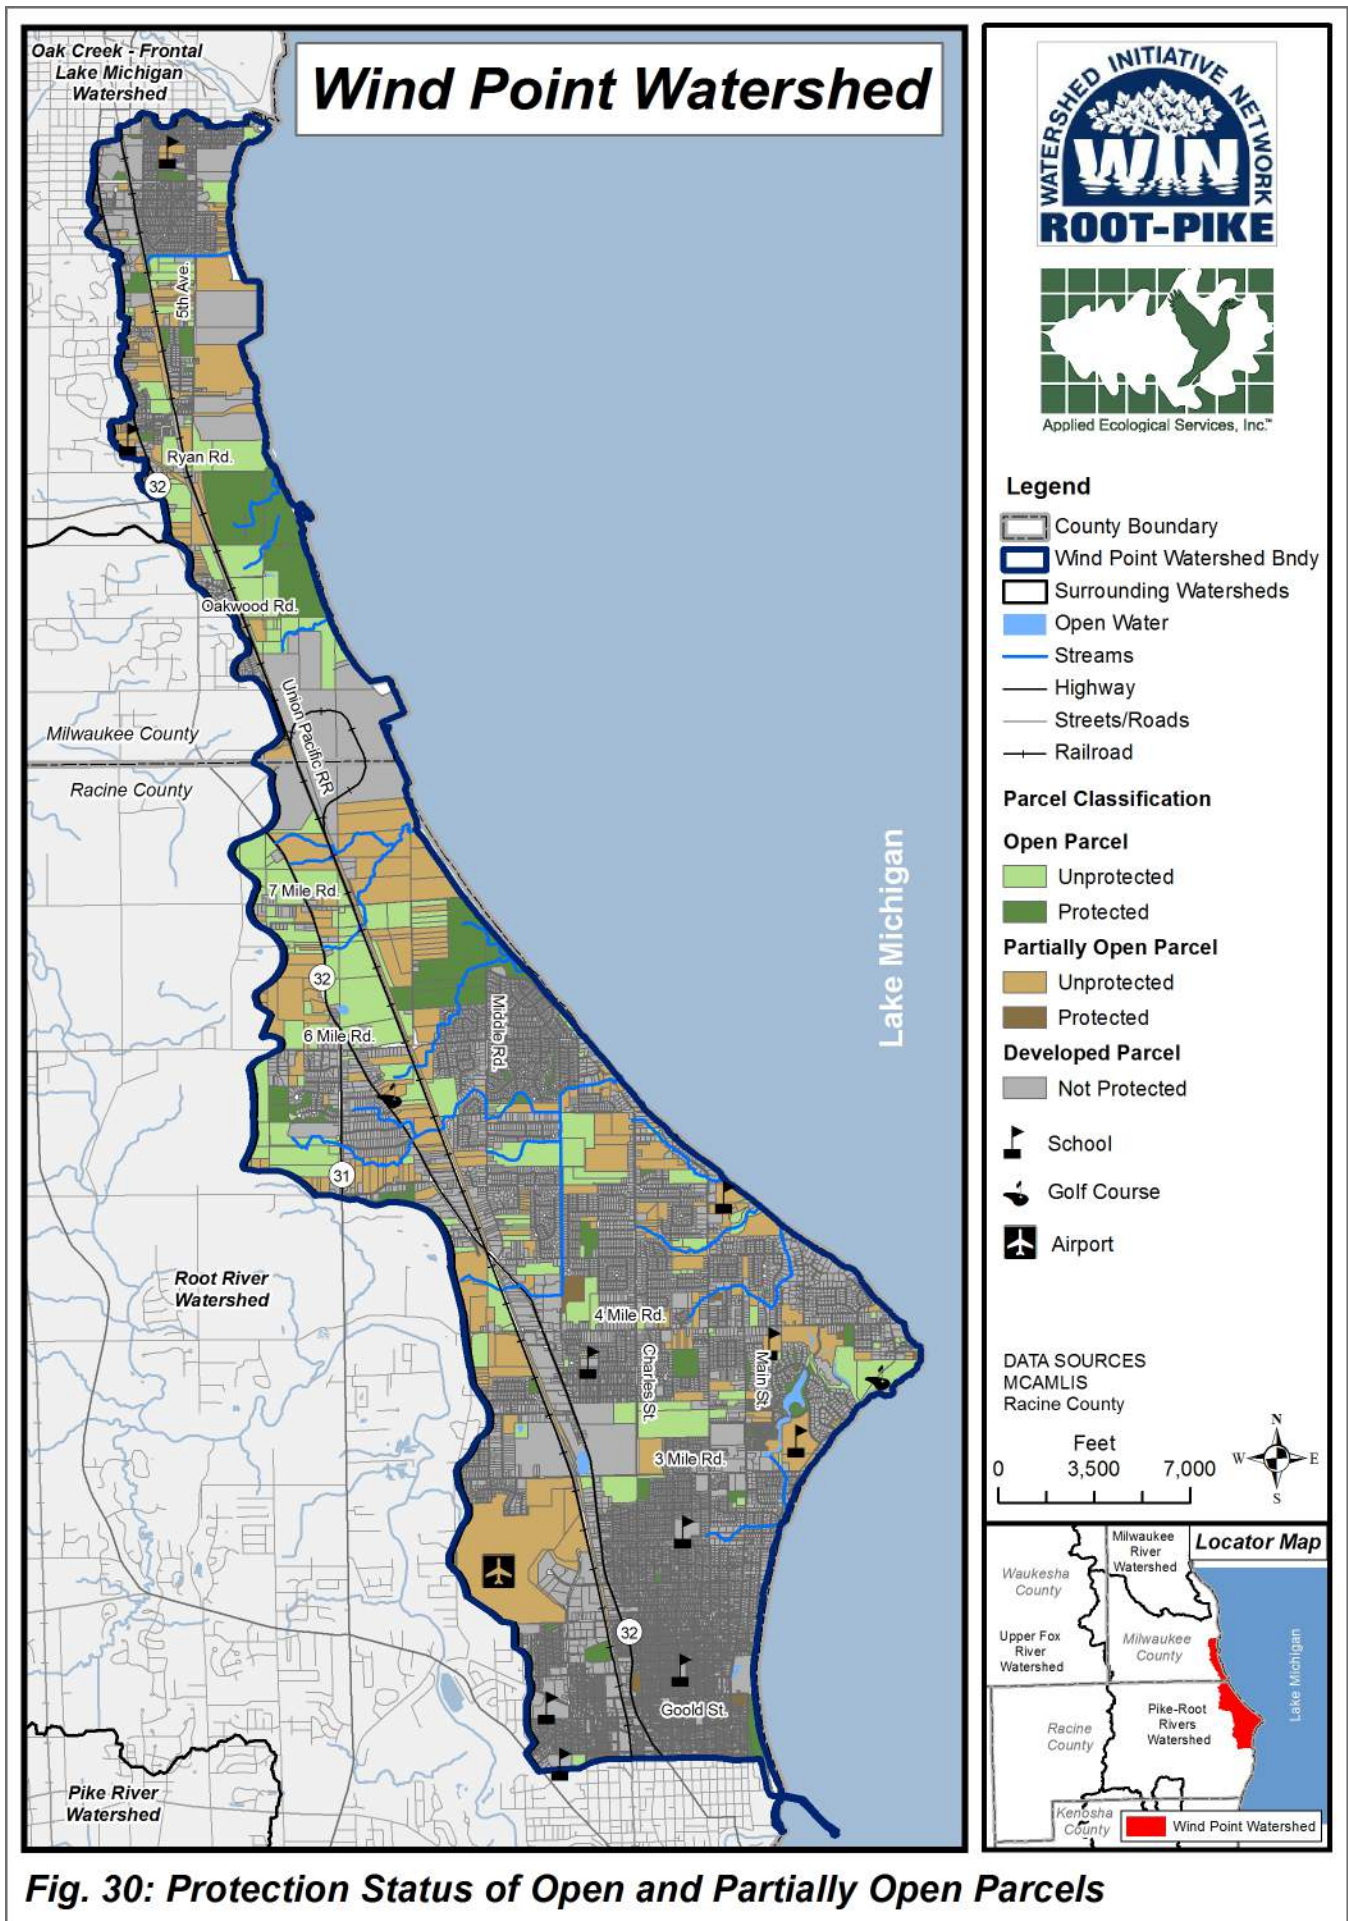 Oak Creek - Frontal
Lake Michigan
Watershed
Wind Point Watershed
5th Ave.
Ryan Rd.
32
Oakwood Rd.
Union Pacific RR
Milwaukee County
Racine County
7 Mile Rd.
32
6 Mile Rd.
Middle Rd.
31
Lake Michigan
Root River
Watershed
4 Mile Rd.
Charles St.
Main St.
3 Mile Rd.
32
Goold St.
Pike River
Watershed
WATERSHED INITIATIVE NETWORK
WIN
ROOT-PIKE
Applied Ecological Services, Inc.™
Legend
County Boundary
Wind Point Watershed Bndy
Surrounding Watersheds
Open Water
Streams
Highway
Streets/Roads
Railroad
Parcel Classification
Open Parcel
Unprotected
Protected
Partially Open Parcel
Unprotected
Protected
Developed Parcel
Not Protected
School
Golf Course
Airport
DATA SOURCES
MCAMLIS
Racine County
Feet
0 3,500 7,000
N
W E
S
Locator Map
Milwaukee
River
Watershed
Waukesha
County
Upper Fox
River
Watershed
Milwaukee
County
Lake Michigan
Pike-Root
Rivers
Watershed
Racine
County
Kenosha
County
Wind Point Watershed
Fig. 30: Protection Status of Open and Partially Open Parcels